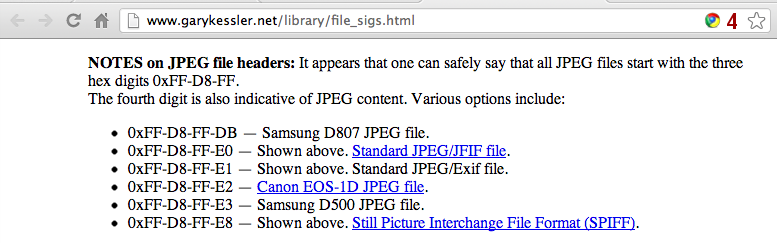 www.garykessler.net/library/file_sigs.html
4
NOTES on JPEG file headers: It appears that one can safely say that all JPEG files start with the three
hex digits 0xFF-D8-FF.
The fourth digit is also indicative of JPEG content. Various options include:
• 0xFF-D8-FF-DB — Samsung D807 JPEG file.
• 0xFF-D8-FF-E0 — Shown above. Standard JPEG/JFIF file.
• 0xFF-D8-FF-E1 — Shown above. Standard JPEG/Exif file.
• 0xFF-D8-FF-E2 — Canon EOS-1D JPEG file.
• 0xFF-D8-FF-E3 — Samsung D500 JPEG file.
• 0xFF-D8-FF-E8 — Shown above. Still Picture Interchange File Format (SPIFF).